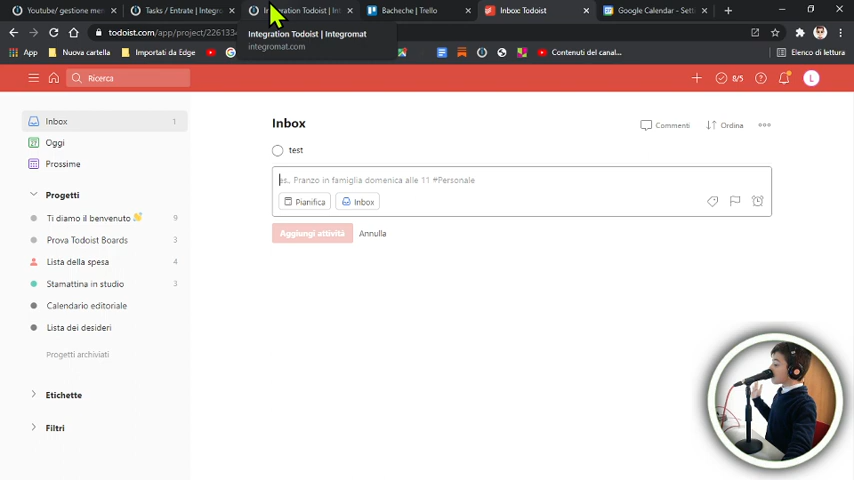 Youtube/ gestione men
Tasks / Entrate | Integro
Integration Todoist | Int
Bacheche | Trello
Inbox: Todoist
Google Calendar - Sett
todoist.com/app/project/226133
Integration Todoist | Integromat
integromat.com
App
Nuova cartella
Importati da Edge
Contenuti del canal...
Elenco di lettura
Ricerca
8/5
Inbox 1
Oggi
Prossime
Progetti
Ti diamo il benvenuto 9
Prova Todoist Boards 3
Lista della spesa 4
Stamattina in studio 3
Calendario editoriale
Lista dei desideri
Progetti archiviati
Etichette
Filtri
Inbox
Commenti
Ordina
test
es., Pranzo in famiglia domenica alle 11 #Personale
Pianifica
Inbox
Aggiungi attività
Annulla
L
L